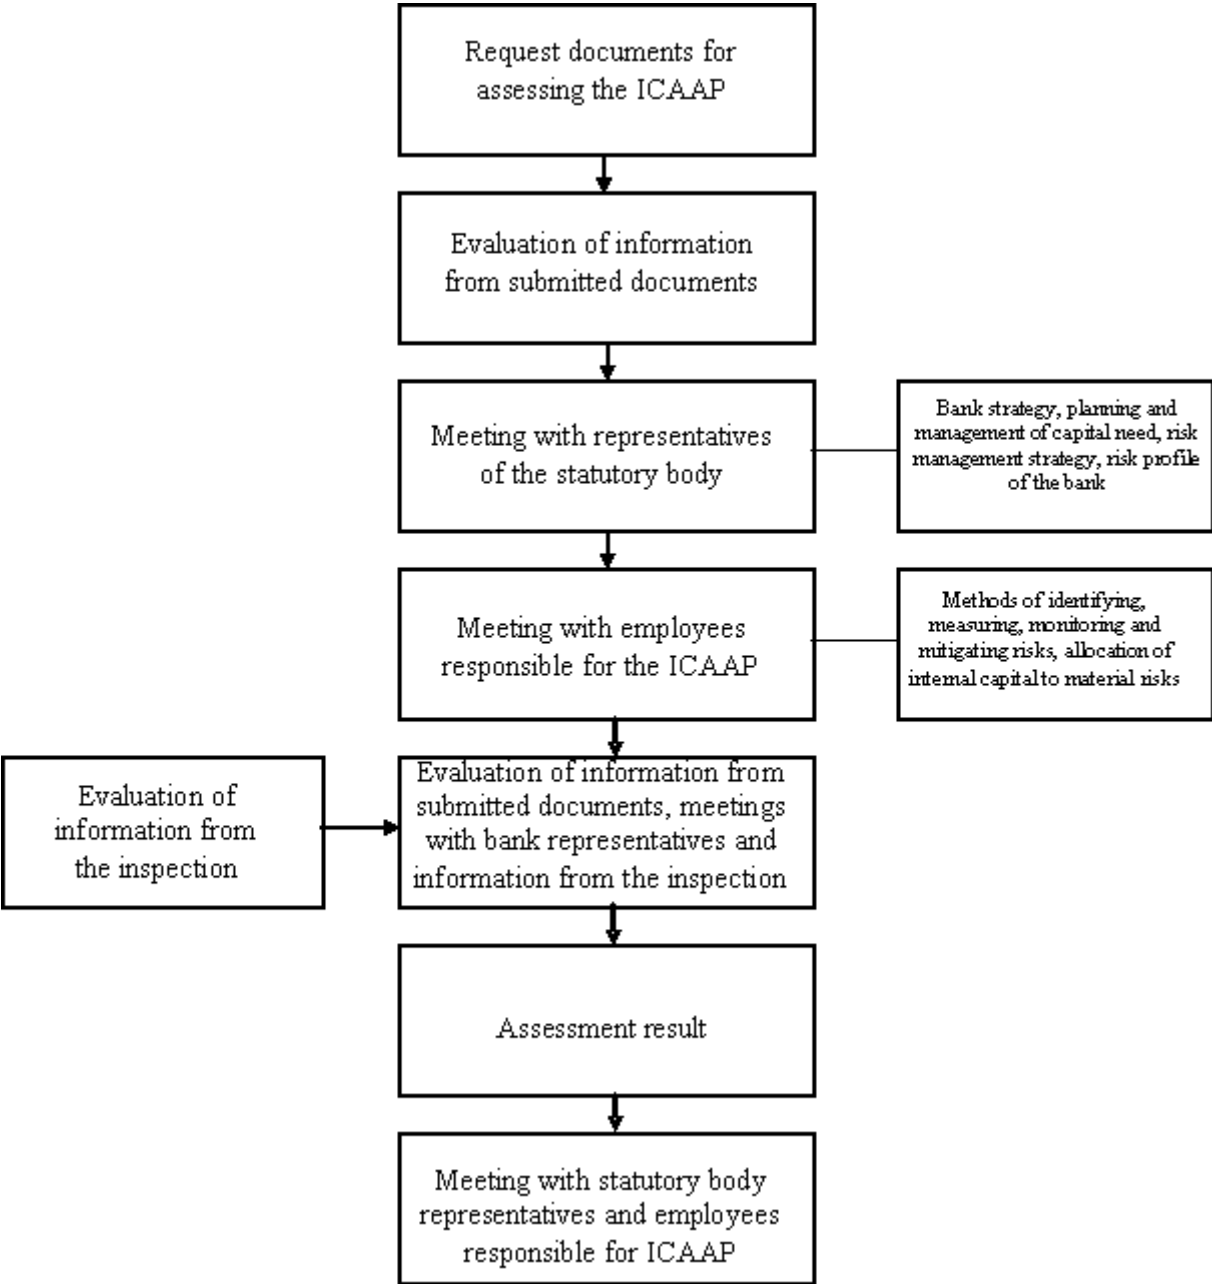 Request documents for
assessing the ICAAP
Evaluation of information
from submitted documents
Meeting with representatives
of the statutory body
Bank strategy, planning and
management of capital need, risk
management strategy, risk profile
of the bank
Meeting with employees
responsible for the ICAAP
Methods of identifying,
measuring, monitoring and
mitigating risks, allocation of
internal capital to material risks
Evaluation of
information from
the inspection
Evaluation of information from
submitted documents, meetings
with bank representatives and
information from the inspection
Assessment result
Meeting with statutory body
representatives and employees
responsible for ICAAP